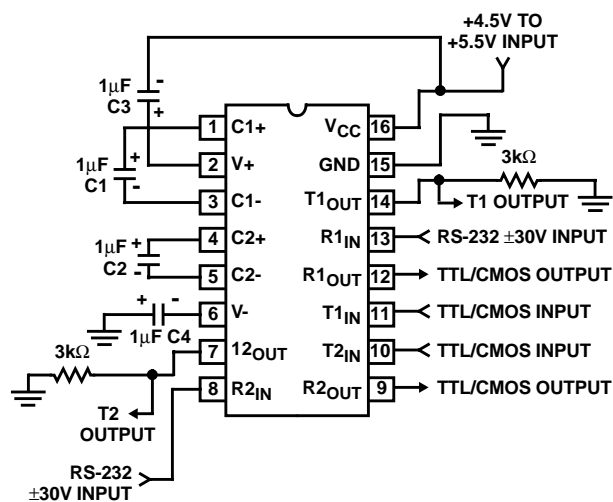 +4.5V TO
+5.5V INPUT
1μF
C3
-
+
1 C1+
VCC 16
+
1μF
C1
-
2 V+
GND 15
3kΩ
3 C1-
T1OUT 14
T1 OUTPUT
4 C2+
R1IN 13
RS-232 ±30V INPUT
1μF
+
C2
-
5 C2-
R1OUT 12
TTL/CMOS OUTPUT
+ -
6 V-
T1IN 11
TTL/CMOS INPUT
1μF C4
3kΩ
7 12OUT
T2IN 10
TTL/CMOS INPUT
8 R2IN
R2OUT 9
TTL/CMOS OUTPUT
T2
OUTPUT
RS-232
±30V INPUT